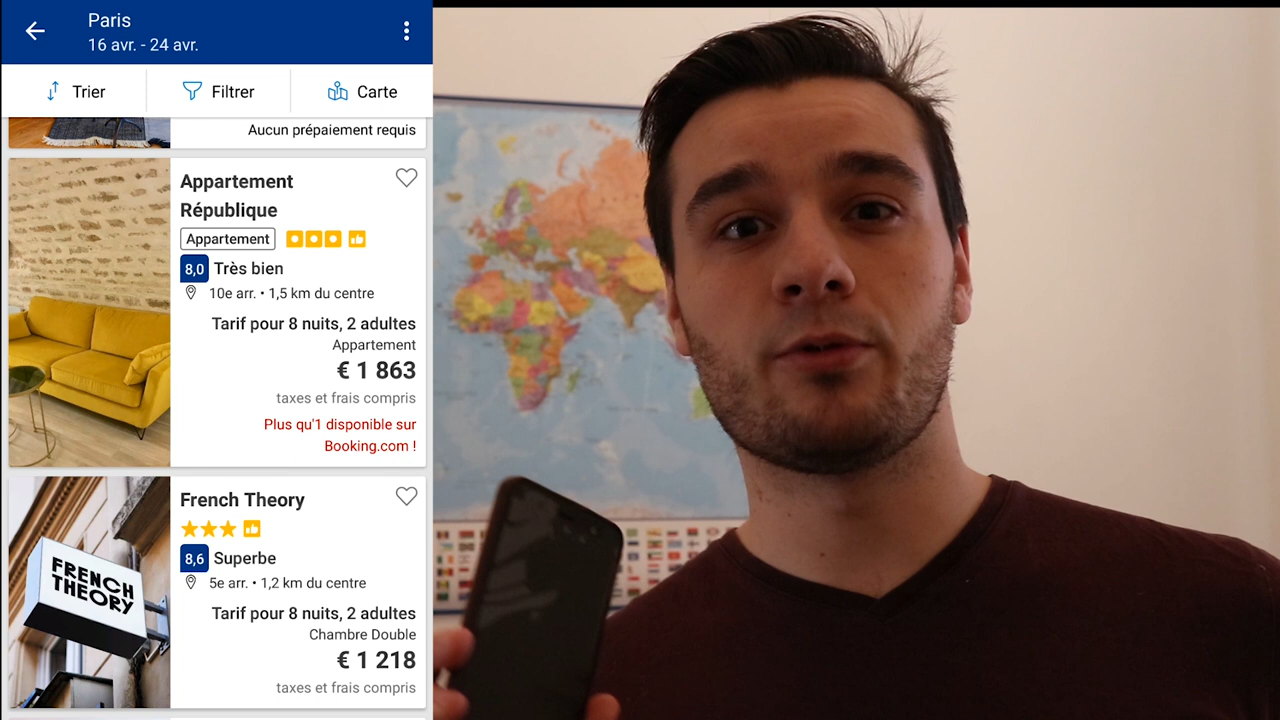 Paris
16 avr. - 24 avr.
Trier
Filtrer
Carte
Aucun prépaiement requis
Appartement
République
Appartement
8,0 Très bien
10e arr. • 1,5 km du centre
Tarif pour 8 nuits, 2 adultes
Appartement
€ 1 863
taxes et frais compris
Plus qu'1 disponible sur
Booking.com !
French Theory
8,6 Superbe
5e arr. • 1,2 km du centre
Tarif pour 8 nuits, 2 adultes
Chambre Double
€ 1 218
taxes et frais compris
FRENCH
THEORY